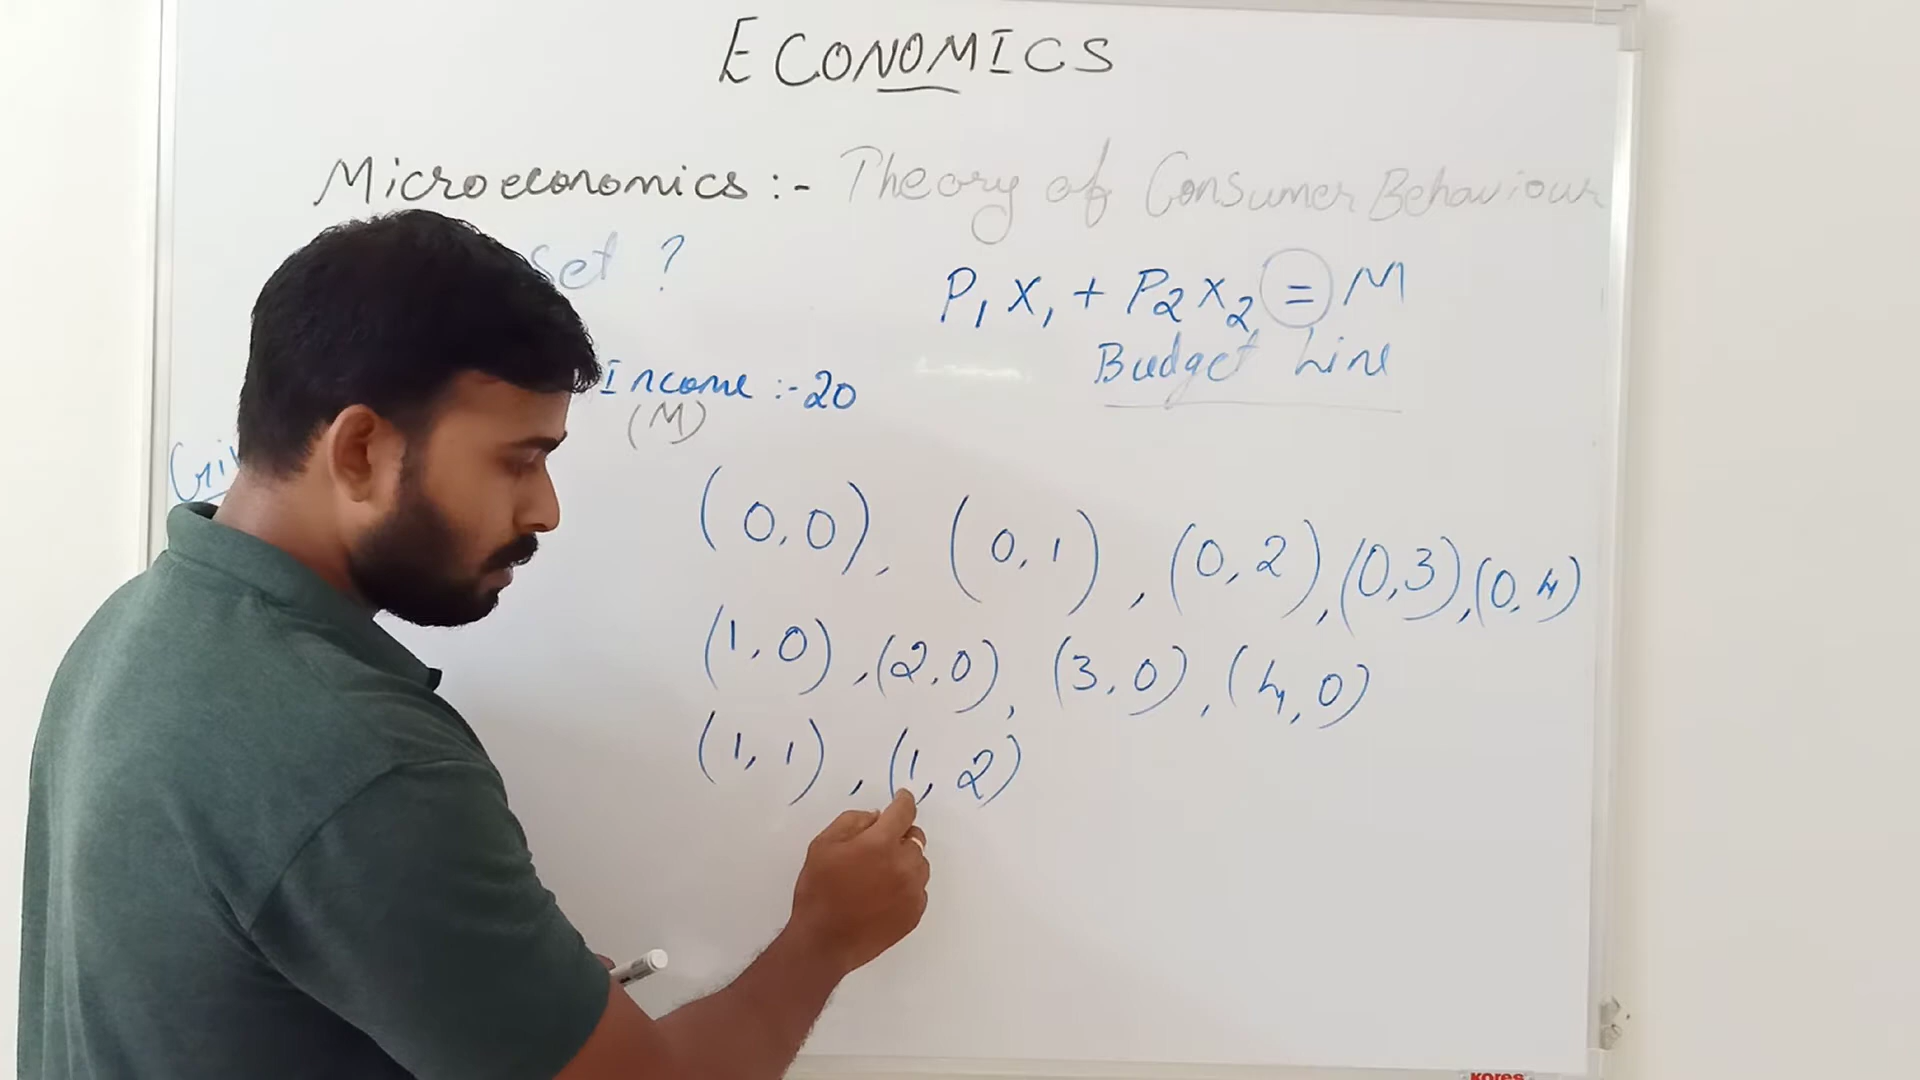 ECONOMICS
Microeconomics :- Theory of Consumer Behaviour
Set ?
P₁ X₁ + P₂ X₂ = M
Budget Line
Income :- 20
(M)
(0,0), (0,1), (0,2), (0,3), (0,4)
(1,0), (2,0), (3,0), (4,0)
(1,1), (1,2)
kores